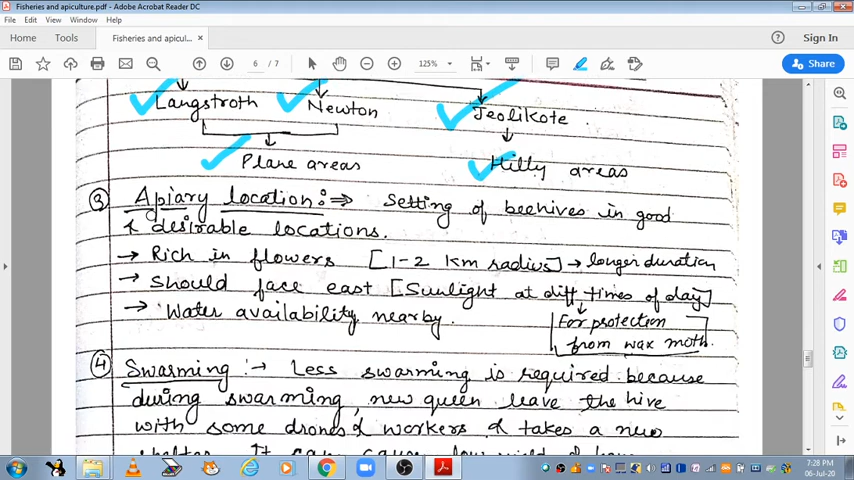 Fisheries and apiculture.pdf - Adobe Acrobat Reader DC
File Edit View Window Help
Home Tools Fisheries and apicul... × Sign In
6 / 7 125% Share
Langstroth Newton Jeolikote
Plane areas Hilly areas
③ Apiary location :⇒ Setting of beehives in good
& desirable locations.
→ Rich in flowers [1-2 km radius] → longer duration
→ Should face east [Sunlight at diff times of day]
→ Water availability nearby.
For protection
from wax moth.
④ Swarming :→ Less swarming is required because
during swarming, new queen leave the hive
with some drones & workers & takes a new
7:28 PM
06-Jul-20